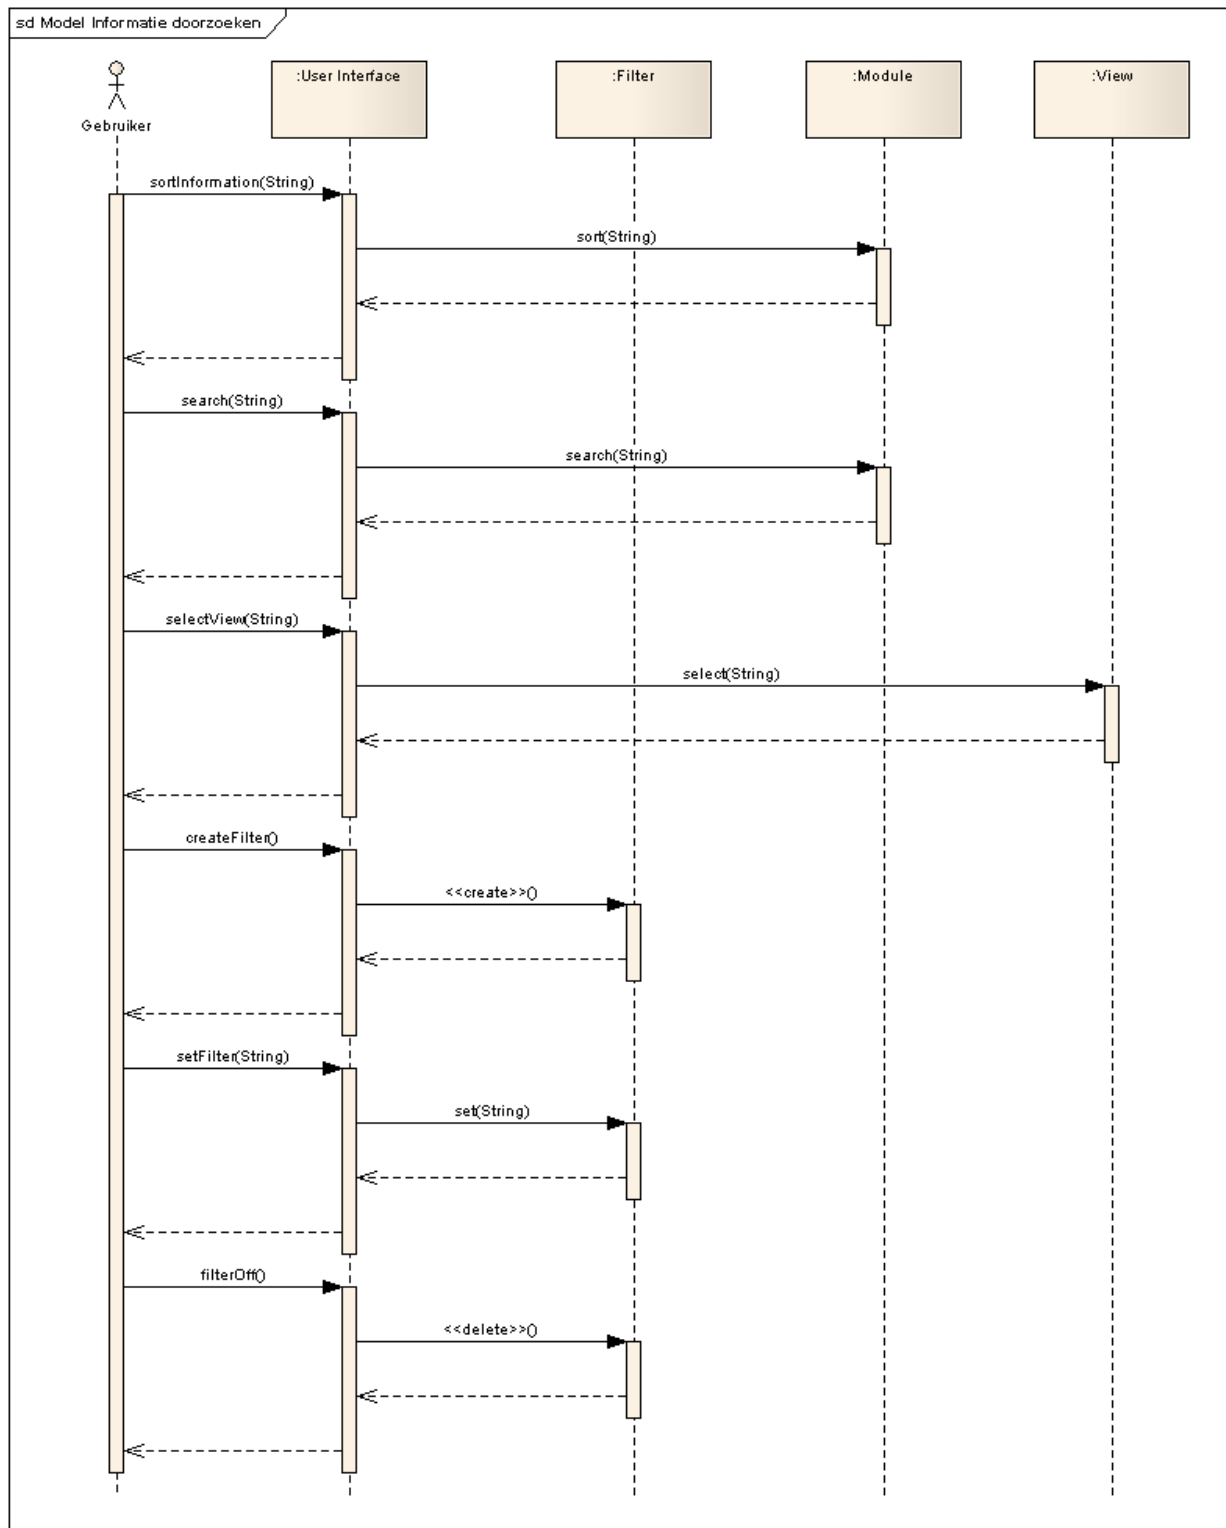 sd Model Informatie doorzoeken
Gebruiker
:User Interface
:Filter
:Module
:View
sortInformation(String)
sort(String)
search(String)
search(String)
selectView(String)
select(String)
createFilter()
<<create>>()
setFilter(String)
set(String)
filterOff()
<<delete>>()